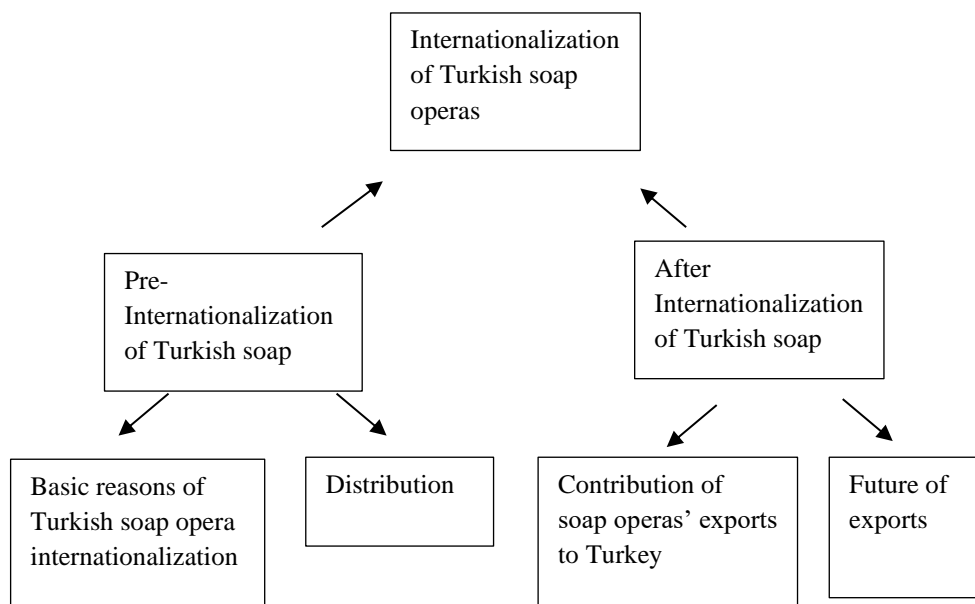 Internationalization
of Turkish soap
operas
Pre-
Internationalization
of Turkish soap
After
Internationalization
of Turkish soap
Basic reasons of
Turkish soap opera
internationalization
Distribution
Contribution of
soap operas’ exports
to Turkey
Future of
exports